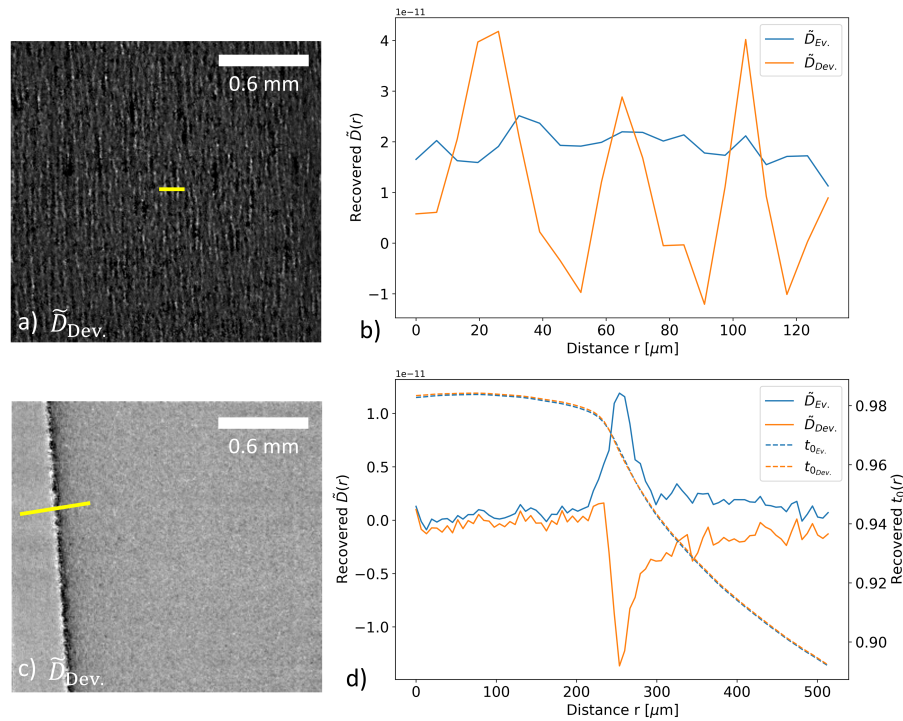 0.6 mm
a) D̃Dev.
1e−11
4
3
2
1
0
−1
0 20 40 60 80 100 120
Recovered D̃(r)
Distance r [μm]
D̃Ev.
D̃Dev.
b)
0.6 mm
c) D̃Dev.
1e−11
1.0
0.5
0.0
−0.5
−1.0
0 100 200 300 400 500
Recovered D̃(r)
Distance r [μm]
D̃Ev.
D̃Dev.
t0Ev.
t0Dev.
0.98
0.96
0.94
0.92
0.90
Recovered t0(r)
d)